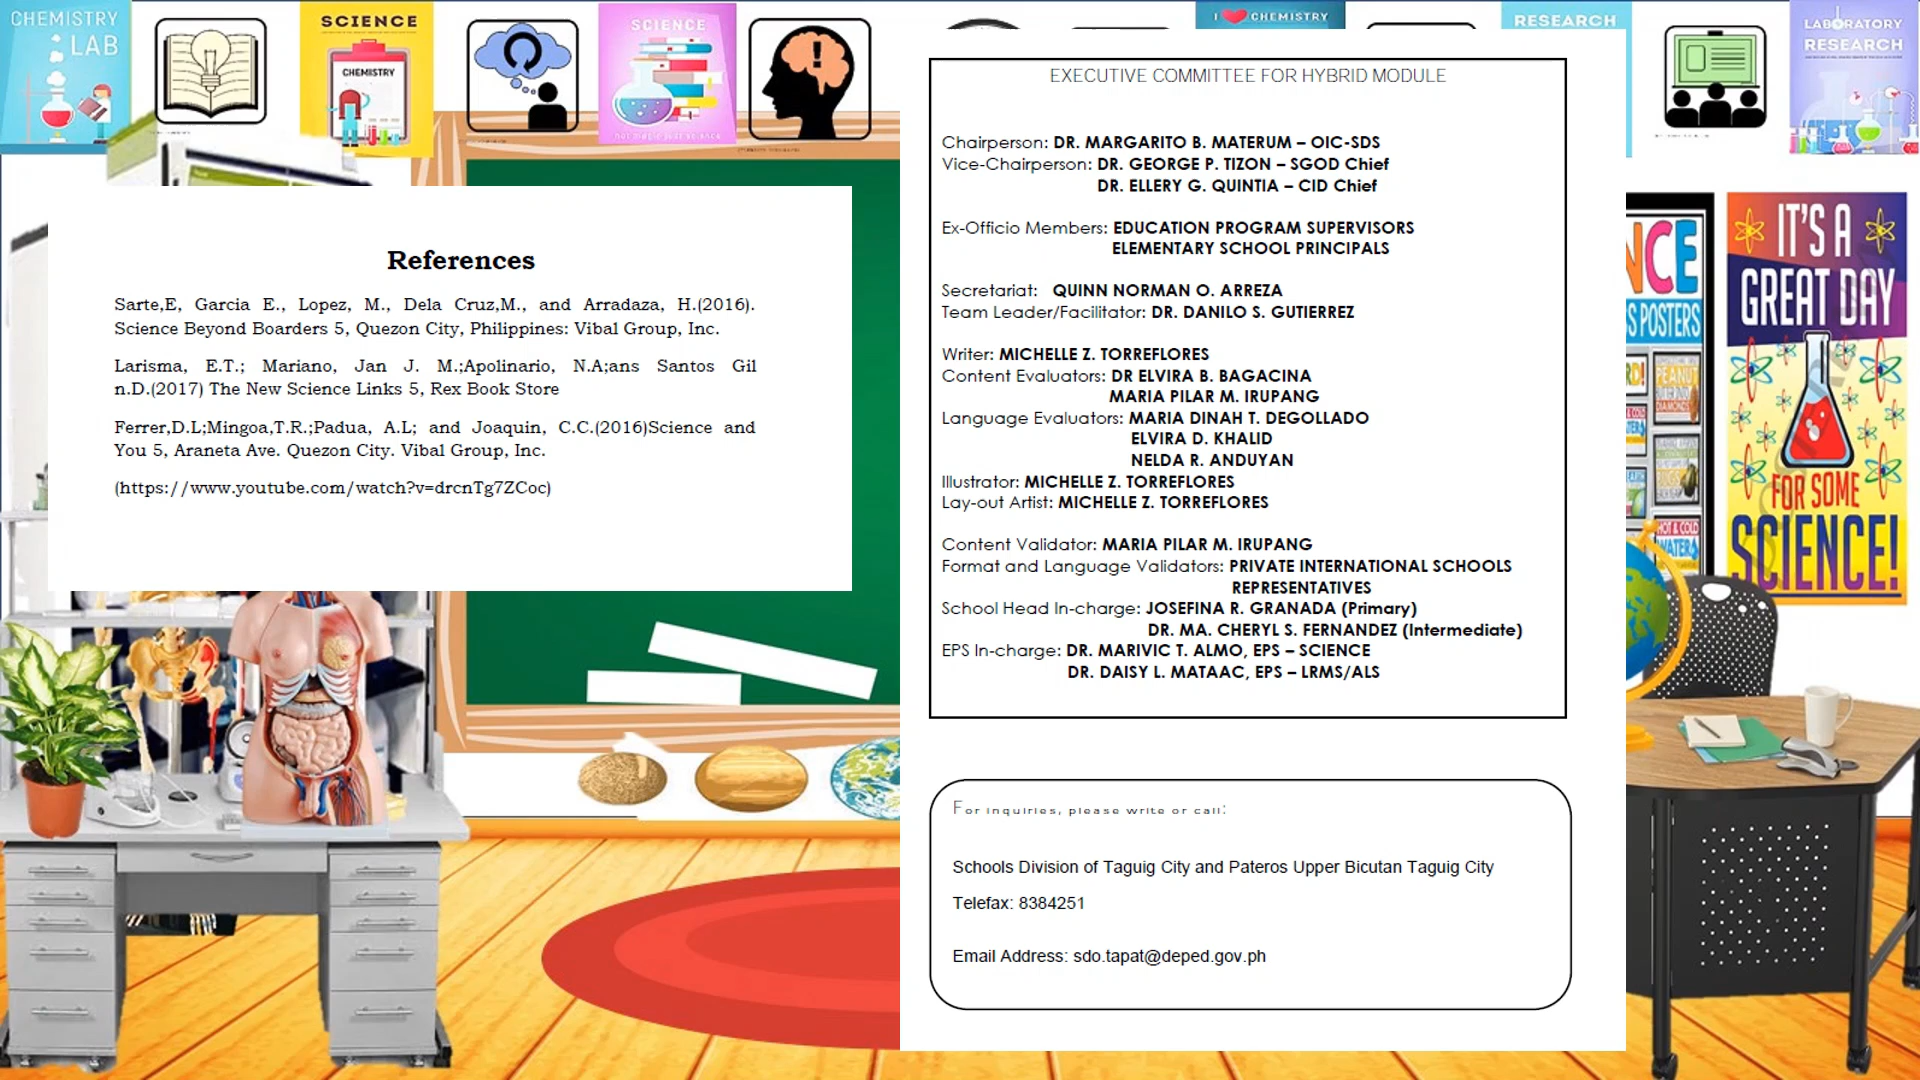 CHEMISTRY
LAB
SCIENCE
CHEMISTRY
SCIENCE
not magic just science
I CHEMISTRY
RESEARCH
LABORATORY
RESEARCH
References
Sarte,E, Garcia E., Lopez, M., Dela Cruz,M., and Arradaza, H.(2016).
Science Beyond Boarders 5, Quezon City, Philippines: Vibal Group, Inc.
Larisma, E.T.; Mariano, Jan J. M.;Apolinario, N.A;ans Santos Gil
n.D.(2017) The New Science Links 5, Rex Book Store
Ferrer,D.L;Mingoa,T.R.;Padua, A.L; and Joaquin, C.C.(2016)Science and
You 5, Araneta Ave. Quezon City. Vibal Group, Inc.
(https://www.youtube.com/watch?v=drcnTg7ZCoc)
EXECUTIVE COMMITTEE FOR HYBRID MODULE
Chairperson: DR. MARGARITO B. MATERUM – OIC-SDS
Vice-Chairperson: DR. GEORGE P. TIZON – SGOD Chief
DR. ELLERY G. QUINTIA – CID Chief
Ex-Officio Members: EDUCATION PROGRAM SUPERVISORS
ELEMENTARY SCHOOL PRINCIPALS
Secretariat: QUINN NORMAN O. ARREZA
Team Leader/Facilitator: DR. DANILO S. GUTIERREZ
Writer: MICHELLE Z. TORREFLORES
Content Evaluators: DR ELVIRA B. BAGACINA
MARIA PILAR M. IRUPANG
Language Evaluators: MARIA DINAH T. DEGOLLADO
ELVIRA D. KHALID
NELDA R. ANDUYAN
Illustrator: MICHELLE Z. TORREFLORES
Lay-out Artist: MICHELLE Z. TORREFLORES
Content Validator: MARIA PILAR M. IRUPANG
Format and Language Validators: PRIVATE INTERNATIONAL SCHOOLS
REPRESENTATIVES
School Head In-charge: JOSEFINA R. GRANADA (Primary)
DR. MA. CHERYL S. FERNANDEZ (Intermediate)
EPS In-charge: DR. MARIVIC T. ALMO, EPS – SCIENCE
DR. DAISY L. MATAAC, EPS – LRMS/ALS
For inquiries, please write or call:
Schools Division of Taguig City and Pateros Upper Bicutan Taguig City
Telefax: 8384251
Email Address: sdo.tapat@deped.gov.ph
NCE
S POSTERS
PEANUT
HOT & COLD
WATER
IT'S A
GREAT DAY
FOR SOME
SCIENCE!